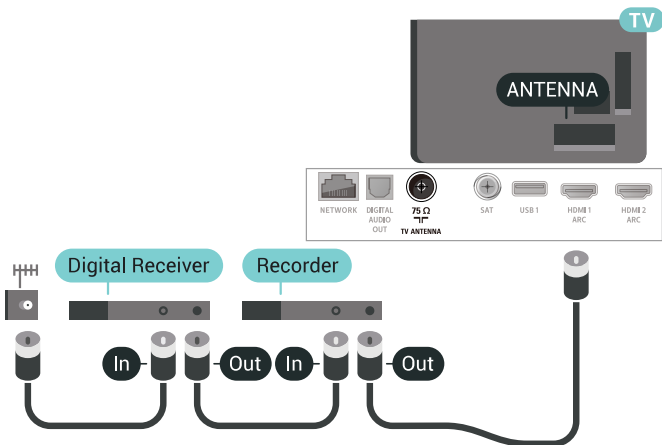 TV
ANTENNA
NETWORK
DIGITAL
AUDIO
OUT
75 Ω
TV ANTENNA
SAT
USB 1
HDMI 1
ARC
HDMI 2
ARC
Digital Receiver
Recorder
In
Out
In
Out